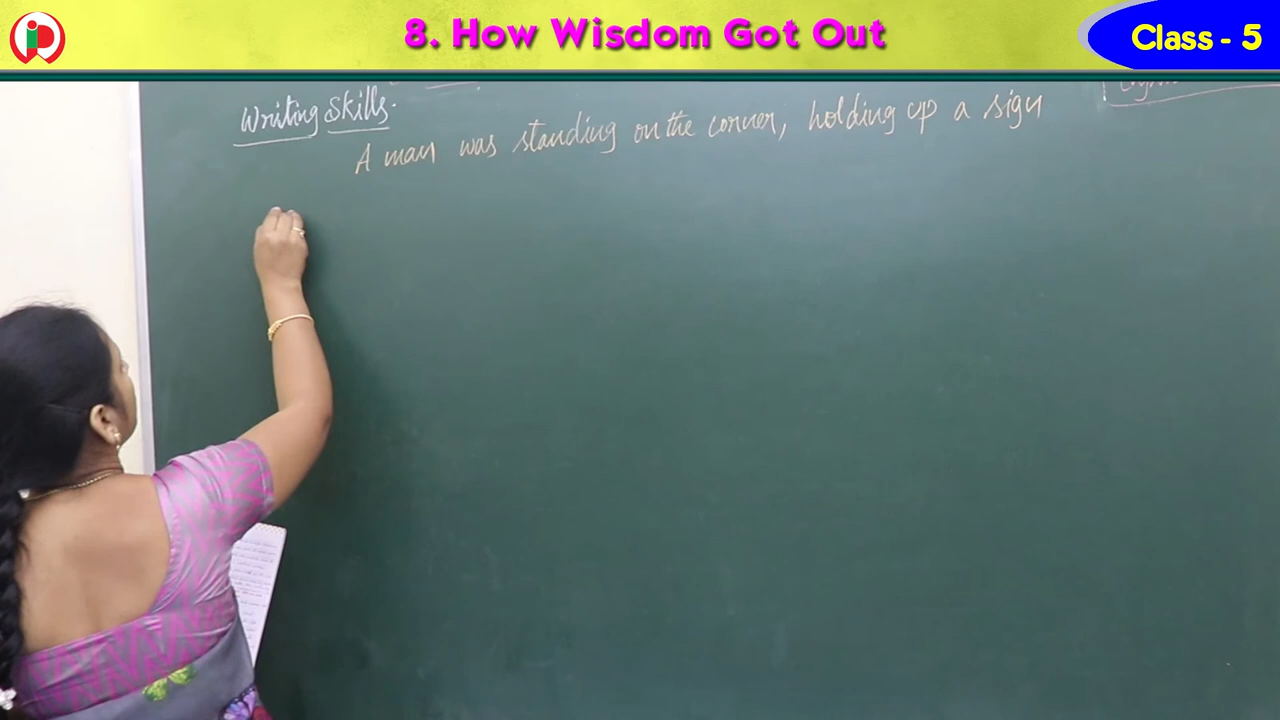 8. How Wisdom Got Out
Class - 5
Writing Skills.
A man was standing on the corner, holding up a sign